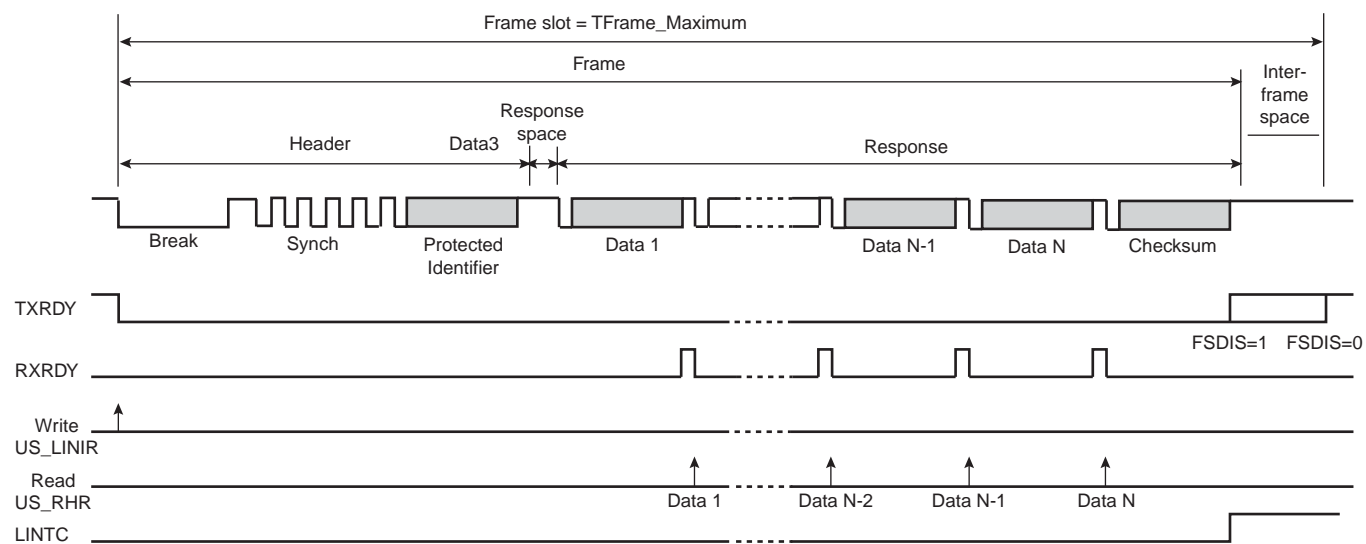 Frame slot = TFrame_Maximum
Frame
Inter-
frame
space
Response
space
Header
Data3
Response
Break
Synch
Protected
Identifier
Data 1
Data N-1
Data N
Checksum
TXRDY
FSDIS=1
FSDIS=0
RXRDY
Write
US_LINIR
Read
US_RHR
Data 1
Data N-2
Data N-1
Data N
LINTC